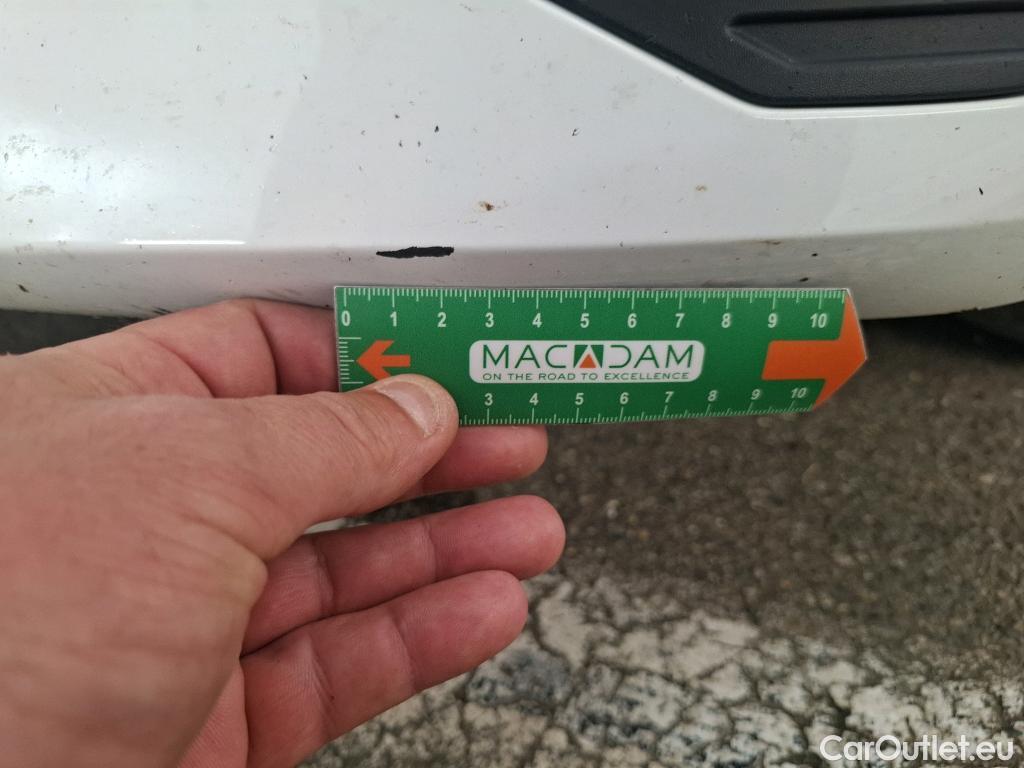 0 1 2 3 4 5 6 7 8 9 10
MACADAM
ON THE ROAD TO EXCELLENCE
3 4 5 6 7 8 9 10
CarOutlet.eu